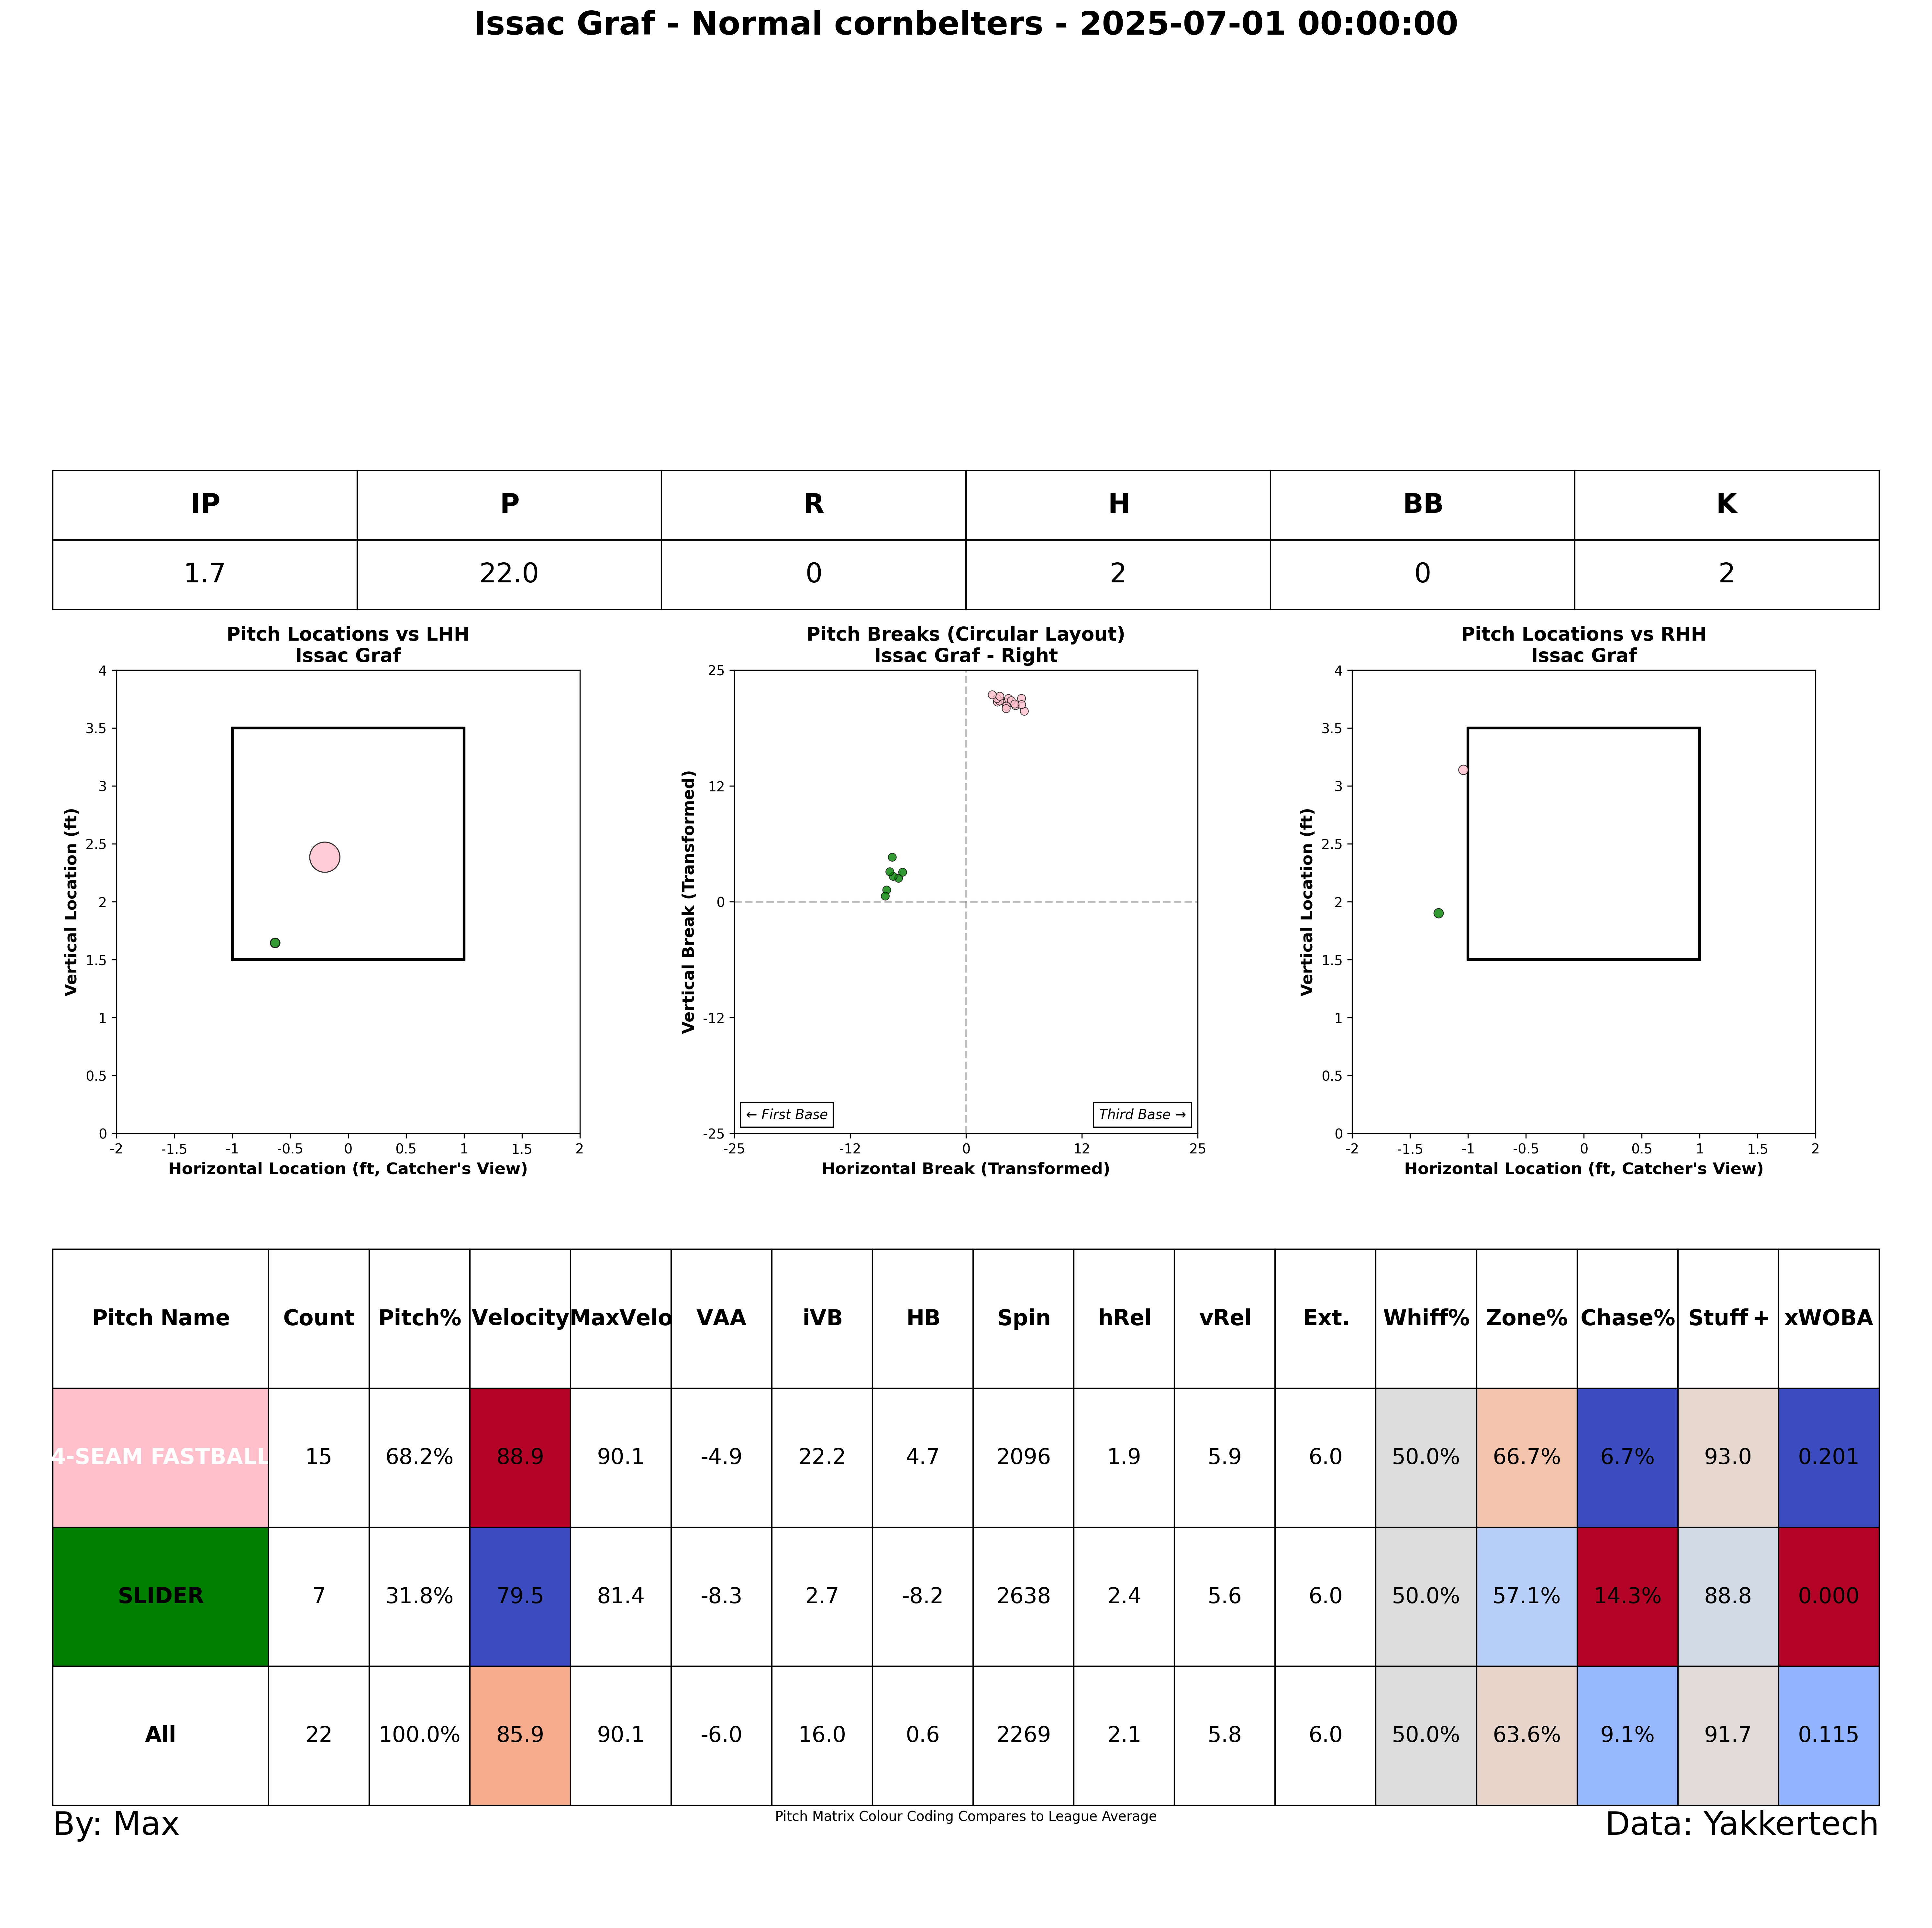 Issac Graf - Normal cornbelters - 2025-07-01 00:00:00
IP P R H BB K
1.7 22.0 0 2 0 2
Pitch Locations vs LHH
Issac Graf
4
3.5
3
2.5
2
1.5
1
0.5
0
-2 -1.5 -1 -0.5 0 0.5 1 1.5 2
Vertical Location (ft)
Horizontal Location (ft, Catcher's View)
Pitch Breaks (Circular Layout)
Issac Graf - Right
25
12
0
-12
-25
-25 -12 0 12 25
← First Base
Third Base →
Vertical Break (Transformed)
Horizontal Break (Transformed)
Pitch Locations vs RHH
Issac Graf
4
3.5
3
2.5
2
1.5
1
0.5
0
-2 -1.5 -1 -0.5 0 0.5 1 1.5 2
Vertical Location (ft)
Horizontal Location (ft, Catcher's View)
Pitch Name Count Pitch% Velocity MaxVelo VAA iVB HB Spin hRel vRel Ext. Whiff% Zone% Chase% Stuff+ xWOBA
4-SEAM FASTBALL 15 68.2% 88.9 90.1 -4.9 22.2 4.7 2096 1.9 5.9 6.0 50.0% 66.7% 6.7% 93.0 0.201
SLIDER 7 31.8% 79.5 81.4 -8.3 2.7 -8.2 2638 2.4 5.6 6.0 50.0% 57.1% 14.3% 88.8 0.000
All 22 100.0% 85.9 90.1 -6.0 16.0 0.6 2269 2.1 5.8 6.0 50.0% 63.6% 9.1% 91.7 0.115
By: Max
Pitch Matrix Colour Coding Compares to League Average
Data: Yakkertech